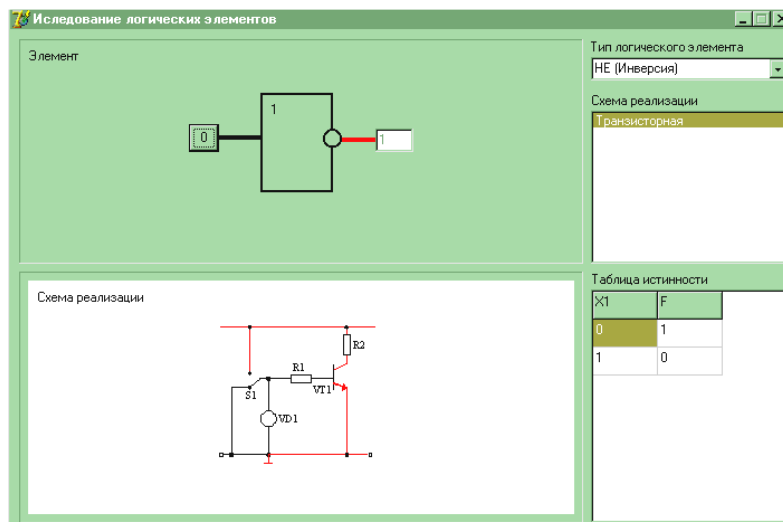 Иследование логических элементов
Элемент
1
0
1
Тип логического элемента
НЕ (Инверсия)
Схема реализации
Транзисторная
Схема реализации
R2
R1
S1
VT1
VD1
Таблица истинности
X1 F
0 1
1 0